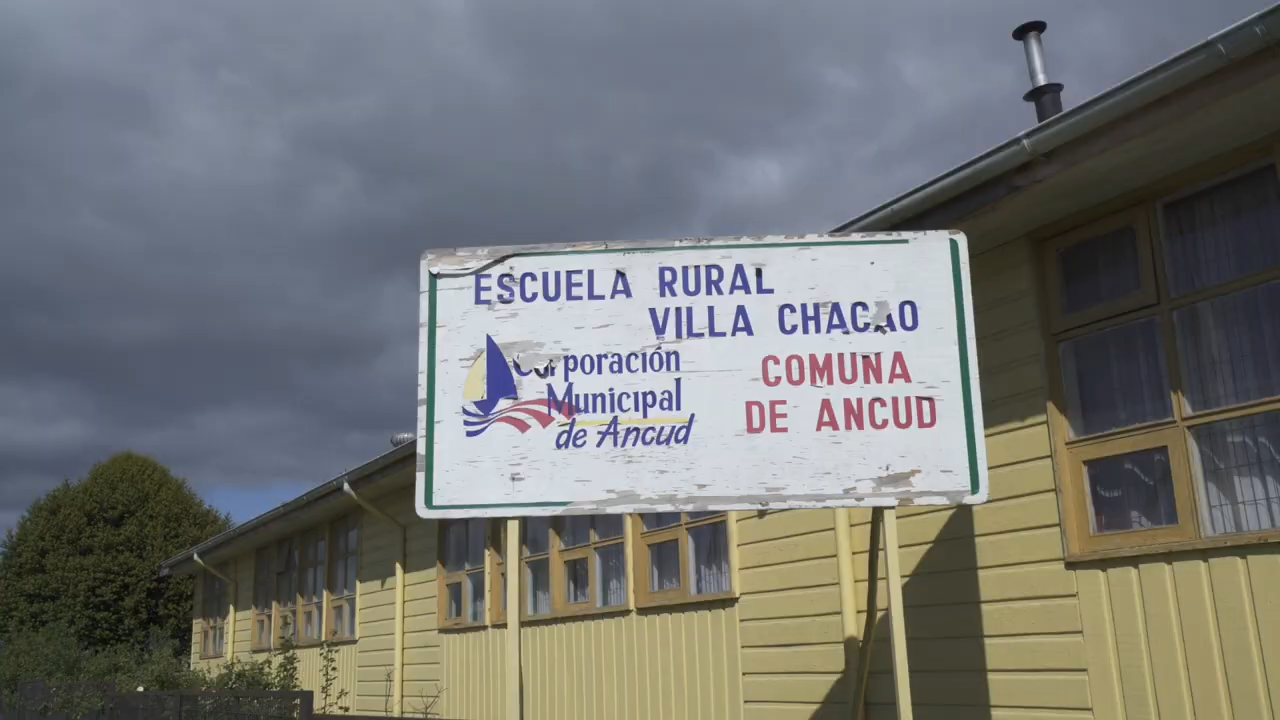 ESCUELA RURAL
VILLA CHACAO
Corporación
Municipal
de Ancud
COMUNA
DE ANCUD